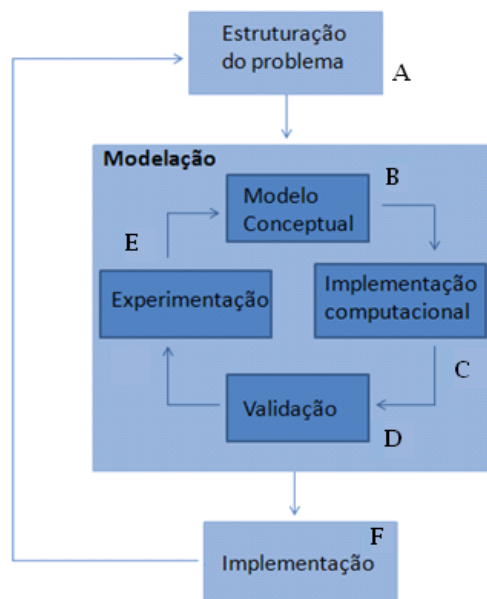 Estruturação
do problema
A
Modelação
B
Modelo
Conceptual
E
Experimentação
Implementação
computacional
C
Validação
D
F
Implementação